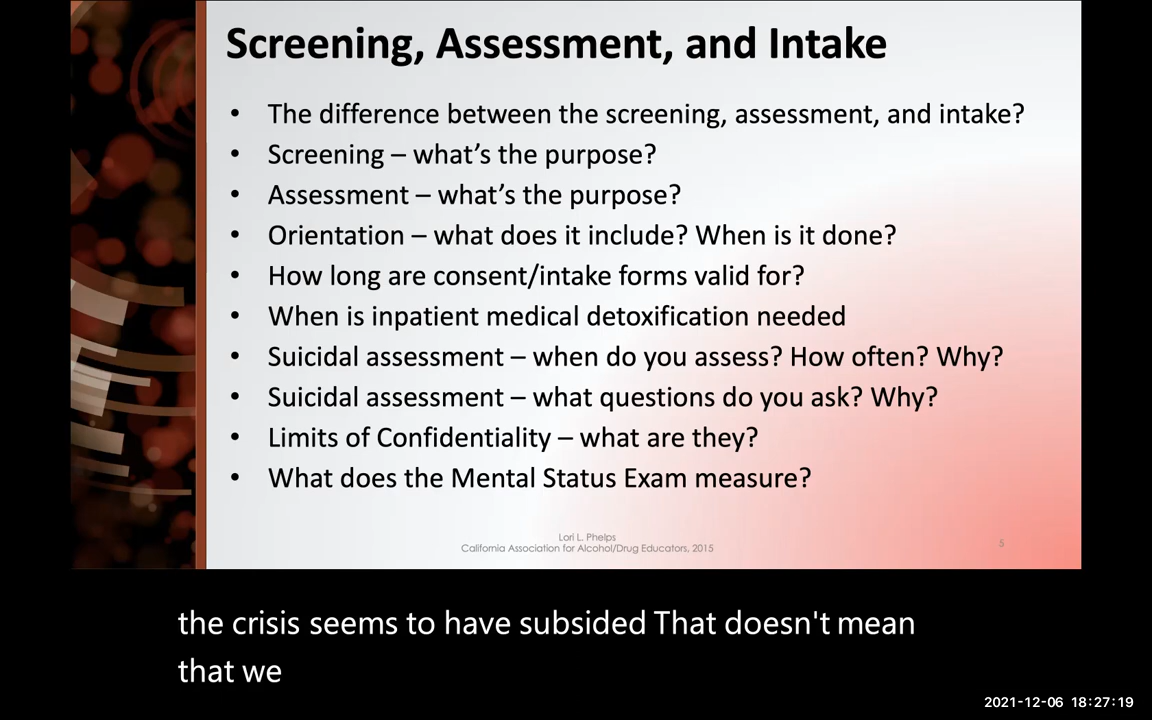 Screening, Assessment, and Intake
• The difference between the screening, assessment, and intake?
• Screening – what's the purpose?
• Assessment – what's the purpose?
• Orientation – what does it include? When is it done?
• How long are consent/intake forms valid for?
• When is inpatient medical detoxification needed
• Suicidal assessment – when do you assess? How often? Why?
• Suicidal assessment – what questions do you ask? Why?
• Limits of Confidentiality – what are they?
• What does the Mental Status Exam measure?
Lori L. Phelps
California Association for Alcohol/Drug Educators, 2015
5
the crisis seems to have subsided That doesn't mean
that we
2021-12-06 18:27:19